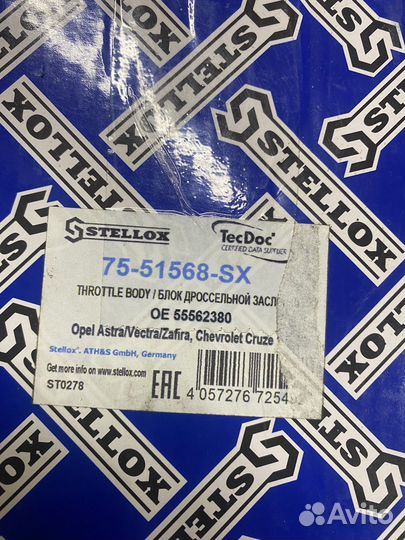 STELLOX
STELLOX
STELLOX
STELLOX
STELLOX
TecDoc
CERTIFIED DATA SUPPLIER
75-51568-SX
THROTTLE BODY / БЛОК ДРОССЕЛЬНОЙ ЗАСЛ
OE 55562380
Opel Astra/Vectra/Zafira, Chevrolet Cruze
Stellox® ATH&S GmbH, Germany
Get more info on www.stellox.com
ST0278
EAC
4 057276 7254
STELLOX
STELLOX
Avito